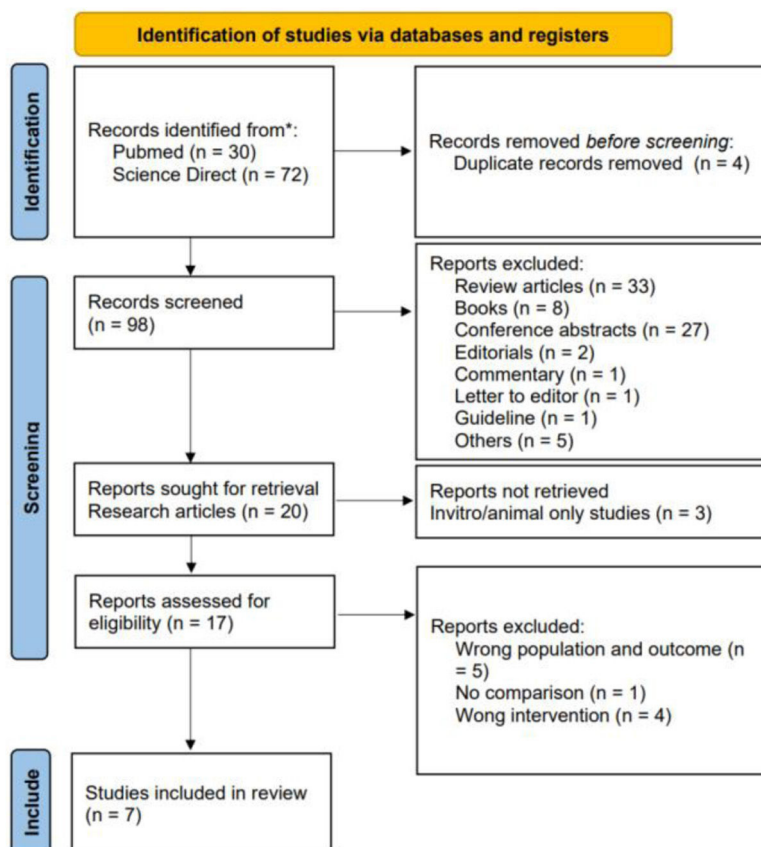 Identification of studies via databases and registers
Identification
Records identified from*:
Pubmed (n = 30)
Science Direct (n = 72)
Records removed before screening:
Duplicate records removed (n = 4)
Screening
Records screened
(n = 98)
Reports excluded:
Review articles (n = 33)
Books (n = 8)
Conference abstracts (n = 27)
Editorials (n = 2)
Commentary (n = 1)
Letter to editor (n = 1)
Guideline (n = 1)
Others (n = 5)
Reports sought for retrieval
Research articles (n = 20)
Reports not retrieved
Invitro/animal only studies (n = 3)
Reports assessed for
eligibility (n = 17)
Reports excluded:
Wrong population and outcome (n
= 5)
No comparison (n = 1)
Wong intervention (n = 4)
Include
Studies included in review
(n = 7)